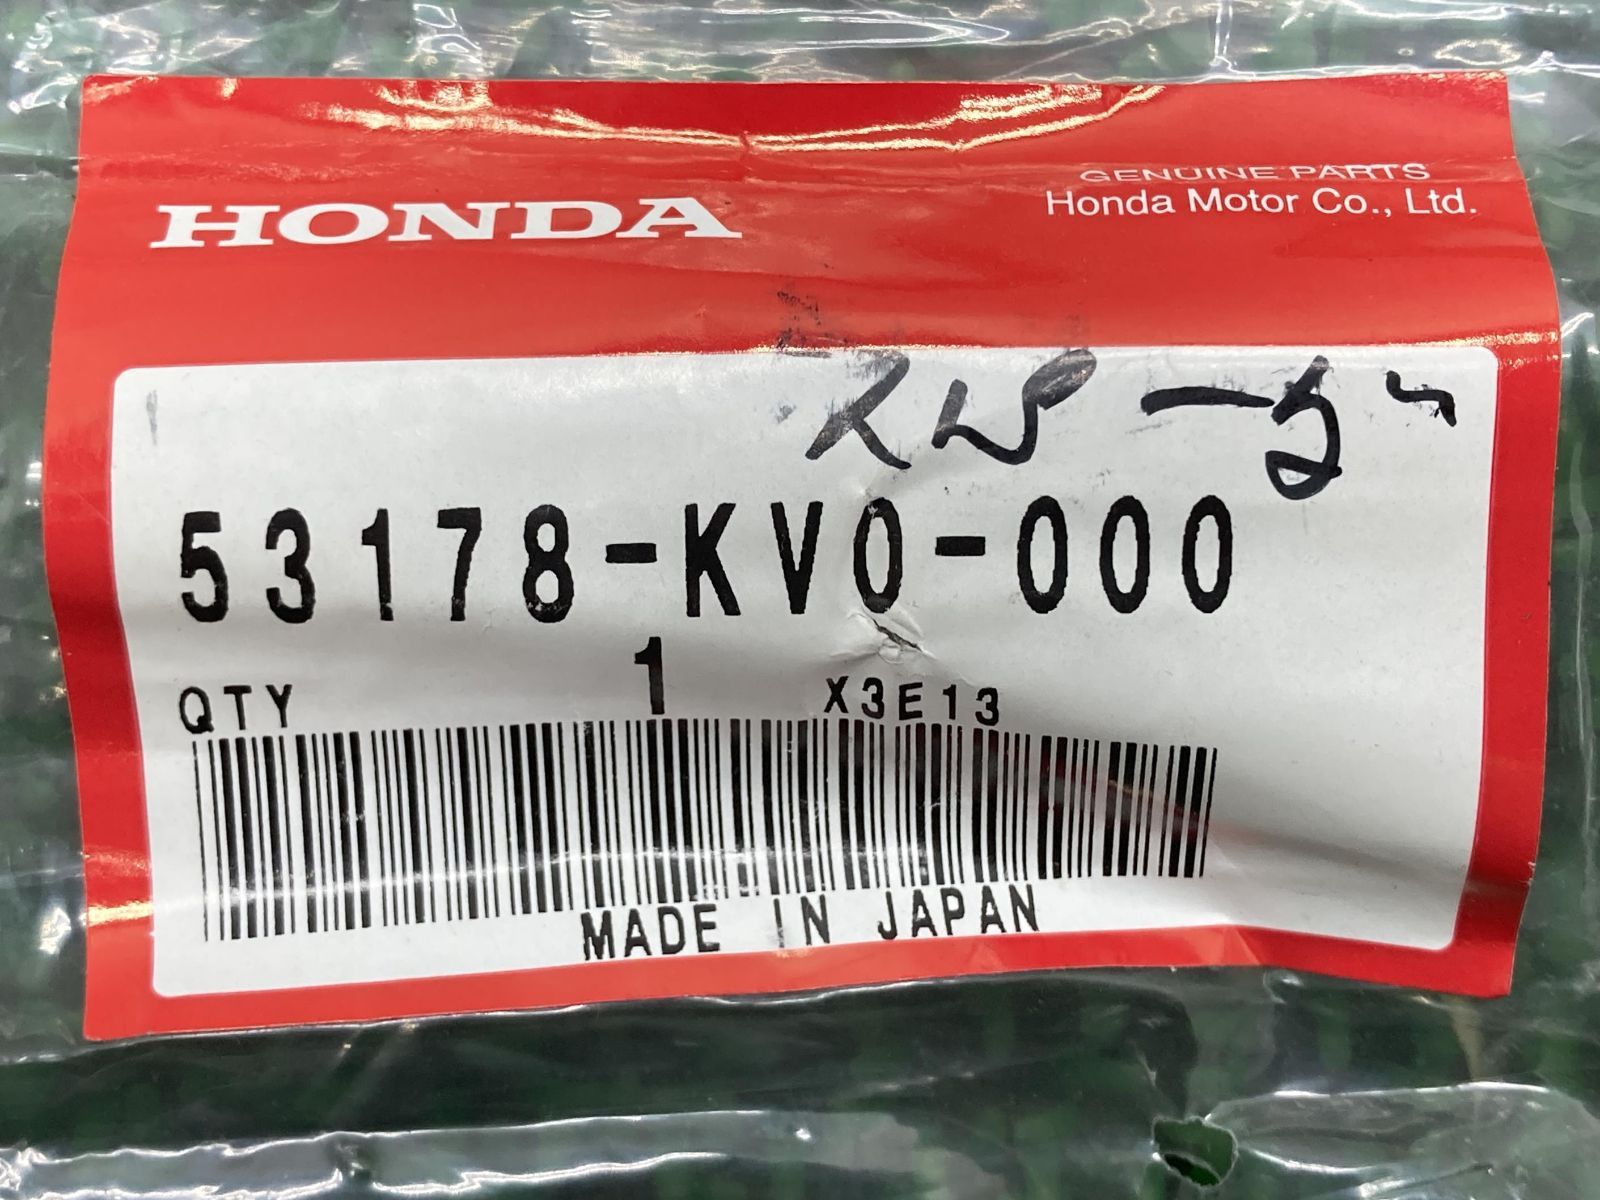 GENUINE PARTS
HONDA
Honda Motor Co., Ltd.
53178-KV0-000
1
QTY
X3E13
MADE IN JAPAN